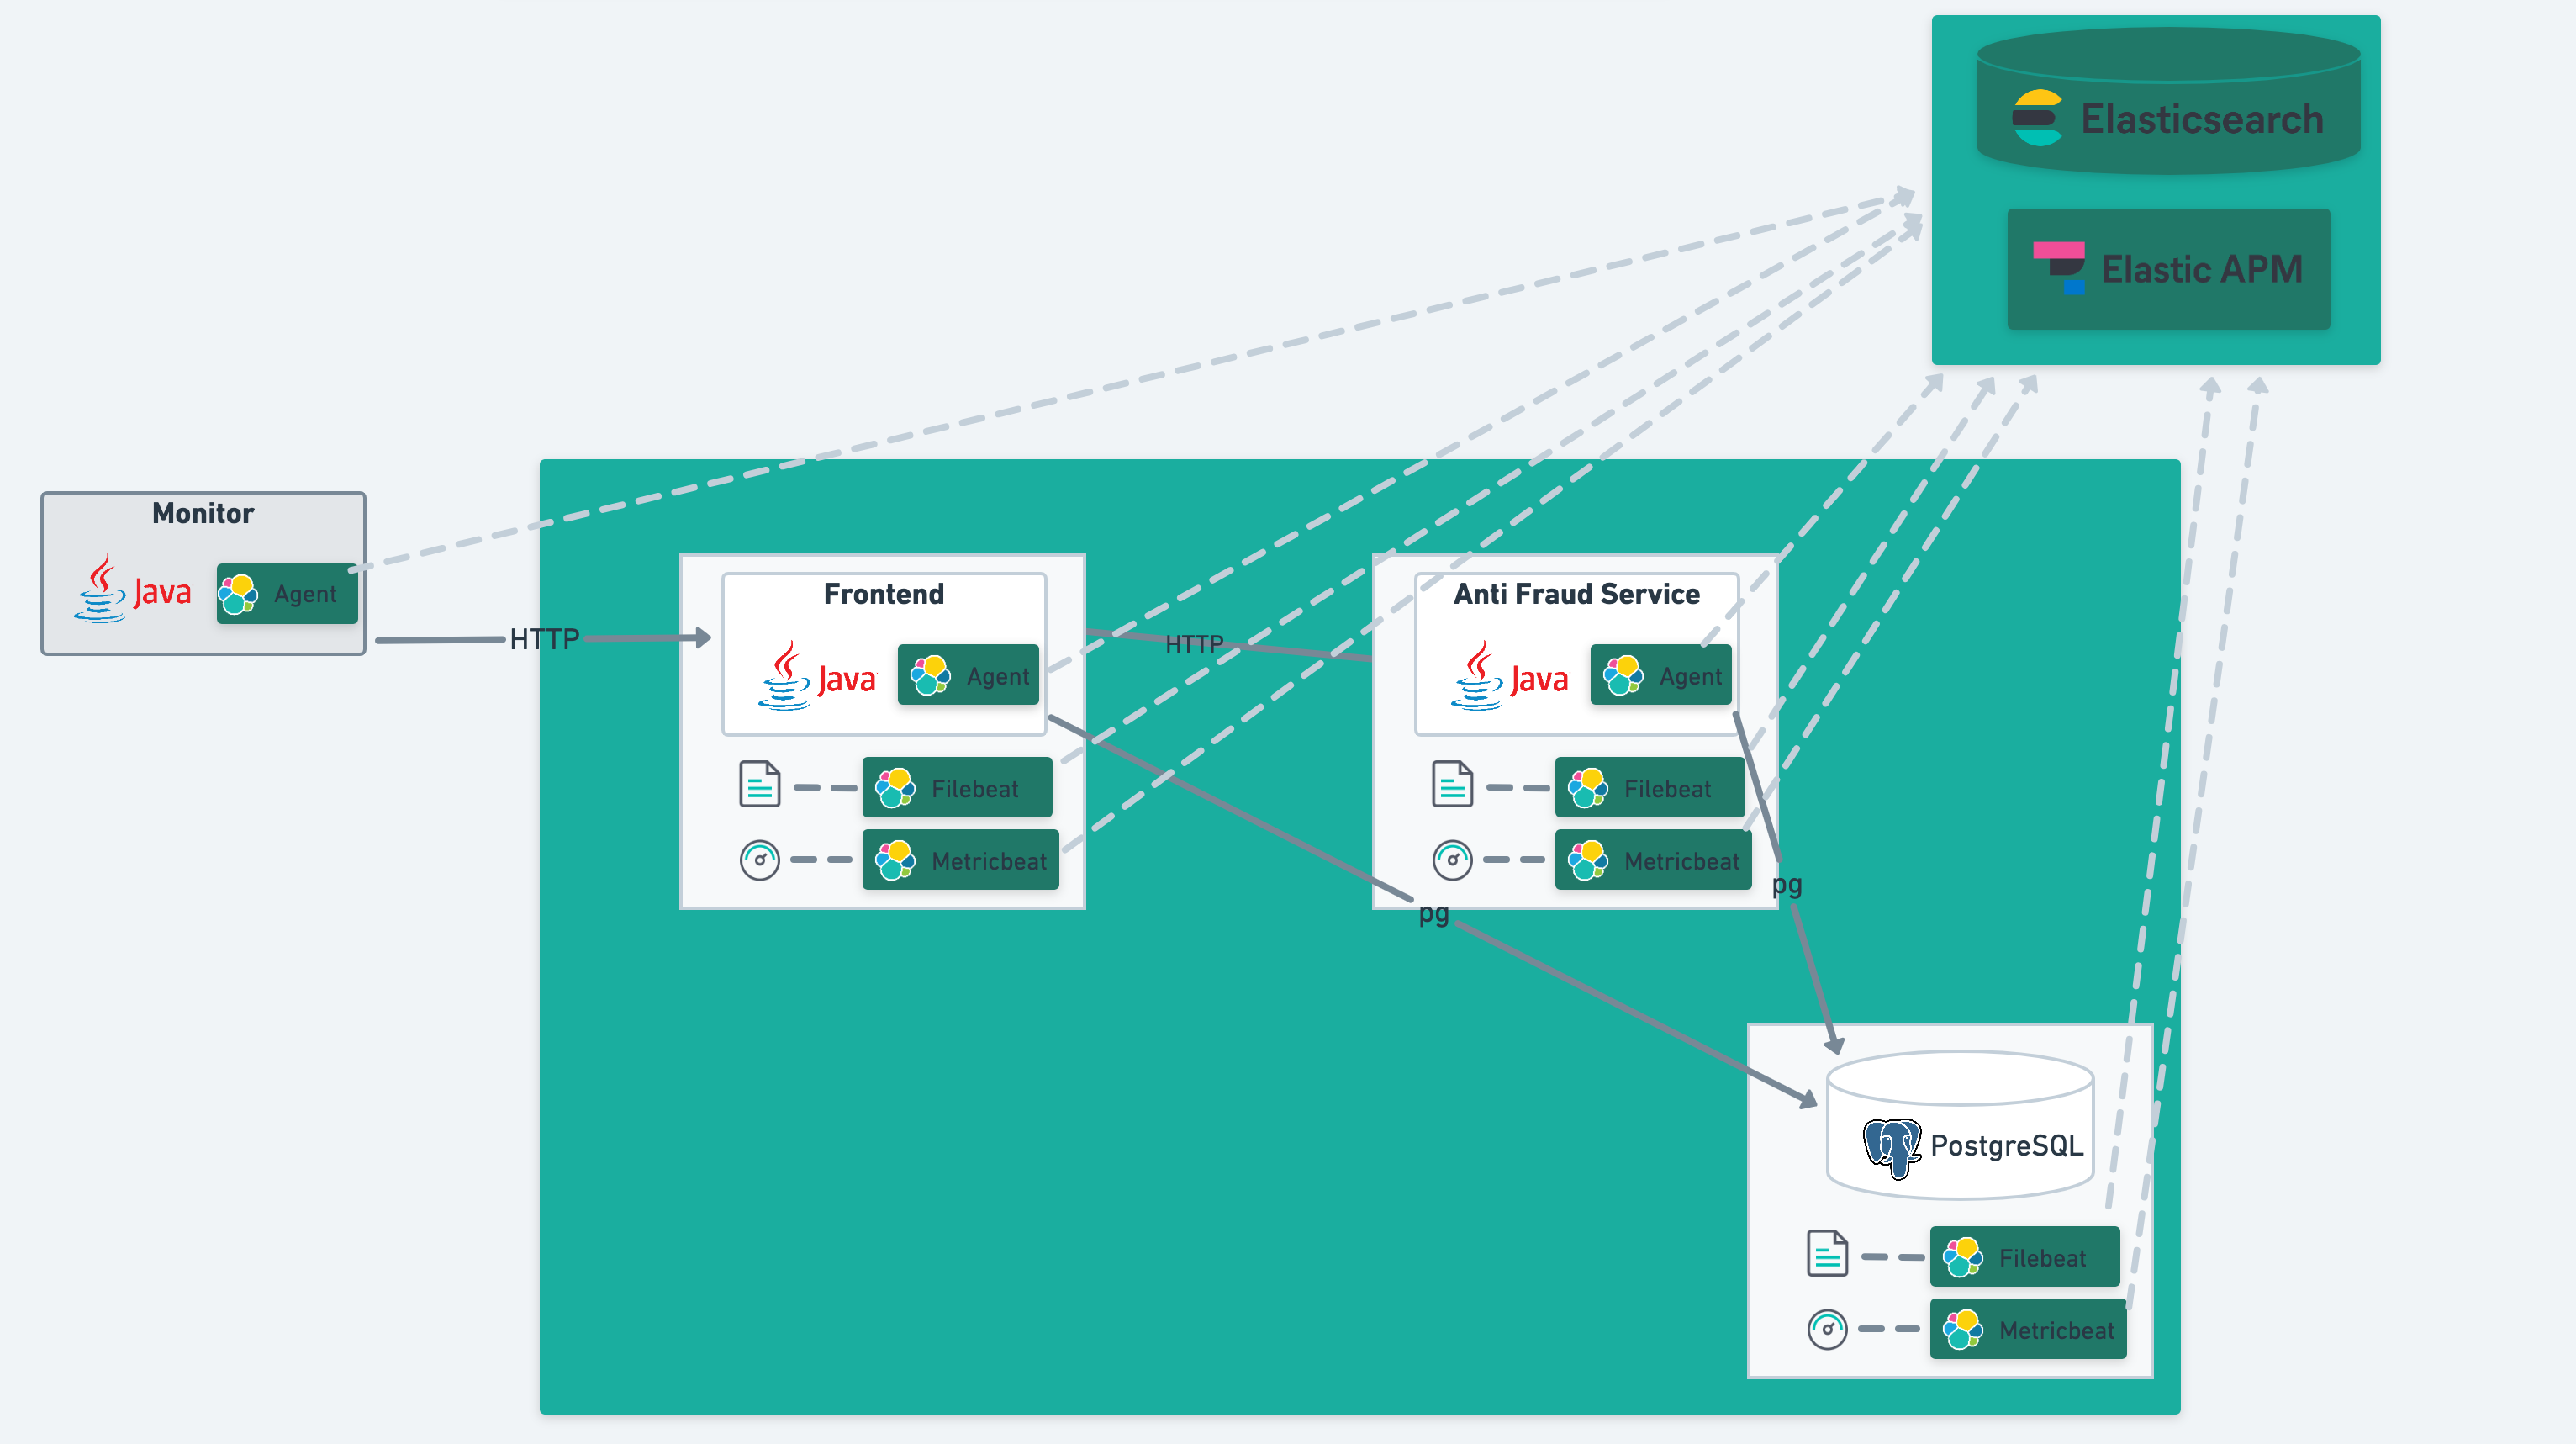 Elasticsearch
Elastic APM
Monitor
Java
Agent
HTTP
Frontend
Java
Agent
Filebeat
Metricbeat
HTTP
Anti Fraud Service
Java
Agent
Filebeat
Metricbeat
pg
pg
PostgreSQL
Filebeat
Metricbeat